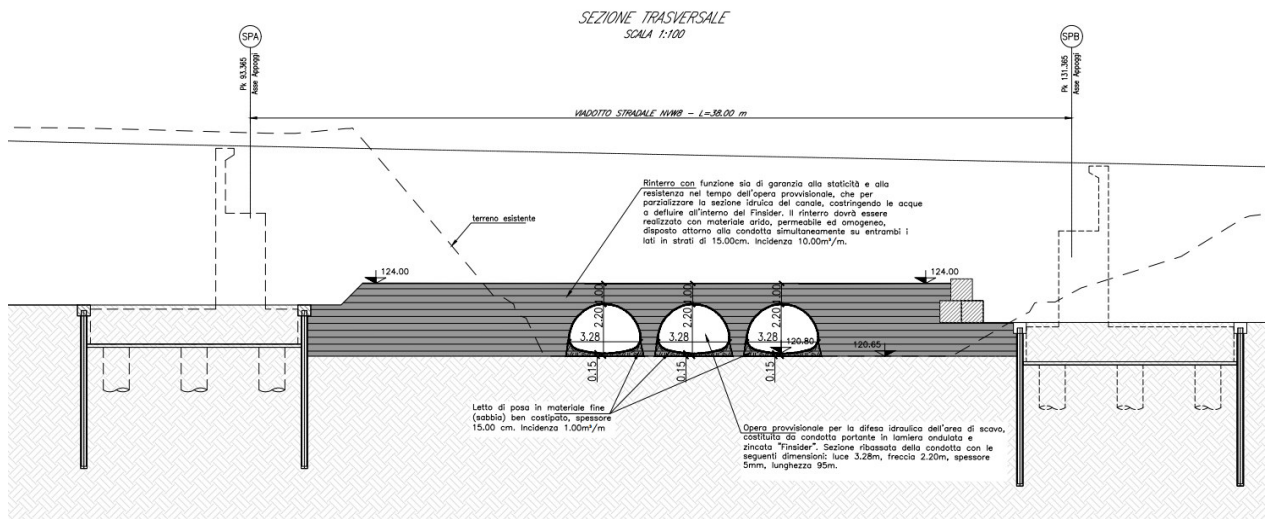 SEZIONE TRASVERSALE
SCALA 1:100
SPA
SPB
Pk 93.365
Asse Appoggi
Pk 131.365
Asse Appoggi
VIADOTTO STRADALE NVW8 - L=38.00 m
terreno esistente
Rinterro con funzione sia di garanzia alla staticità e alla
resistenza nel tempo dell'opera provvisionale, che per
parzializzare la sezione idruica del canale, costringendo le acque
a defluire all'interno del Finsider. Il rinterro dovrà essere
realizzato con materiale arido, permeabile ed omogeneo,
disposto attorno alla condotta simultaneamente su entrambi i
lati in strati di 15.00cm. Incidenza 10.00m³/m.
124.00
124.00
1.00
1.00
1.00
2.20
2.20
2.20
3.28
3.28
3.28
120.80
120.65
0.15
0.15
0.15
Letto di posa in materiale fine
(sabbia) ben costipato, spessore
15.00 cm. Incidenza 1.00m³/m
Opera provvisionale per la difesa idraulica dell'area di scavo,
costituita da condotta portante in lamiera ondulata e
zincata "Finsider". Sezione ribassata della condotta con le
seguenti dimensioni: luce 3.28m, freccia 2.20m, spessore
5mm, lunghezza 95m.